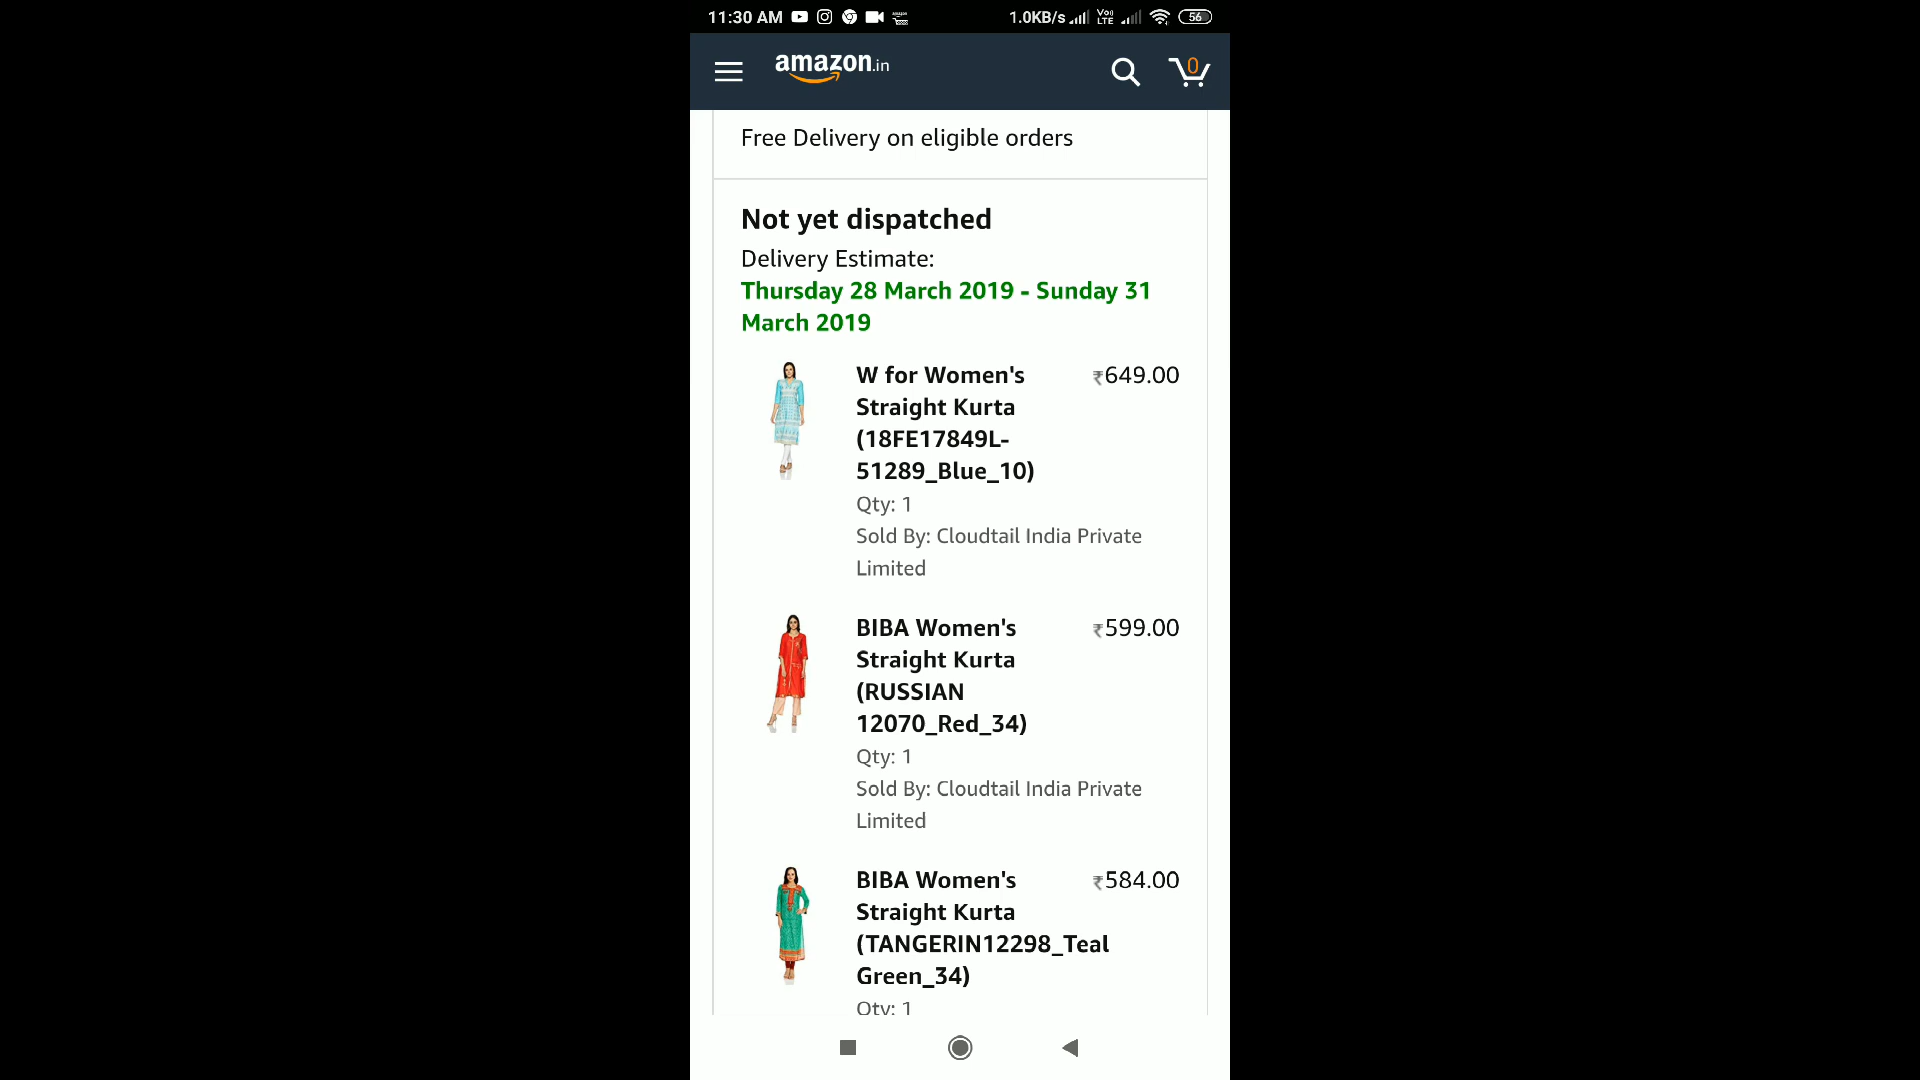 11:30 AM 1.0KB/s Vo) LTE 56
amazon.in 0
Free Delivery on eligible orders
Not yet dispatched
Delivery Estimate:
Thursday 28 March 2019 - Sunday 31
March 2019
W for Women's ₹649.00
Straight Kurta
(18FE17849L-
51289_Blue_10)
Qty: 1
Sold By: Cloudtail India Private
Limited
BIBA Women's ₹599.00
Straight Kurta
(RUSSIAN
12070_Red_34)
Qty: 1
Sold By: Cloudtail India Private
Limited
BIBA Women's ₹584.00
Straight Kurta
(TANGERIN12298_Teal
Green_34)
Qty: 1